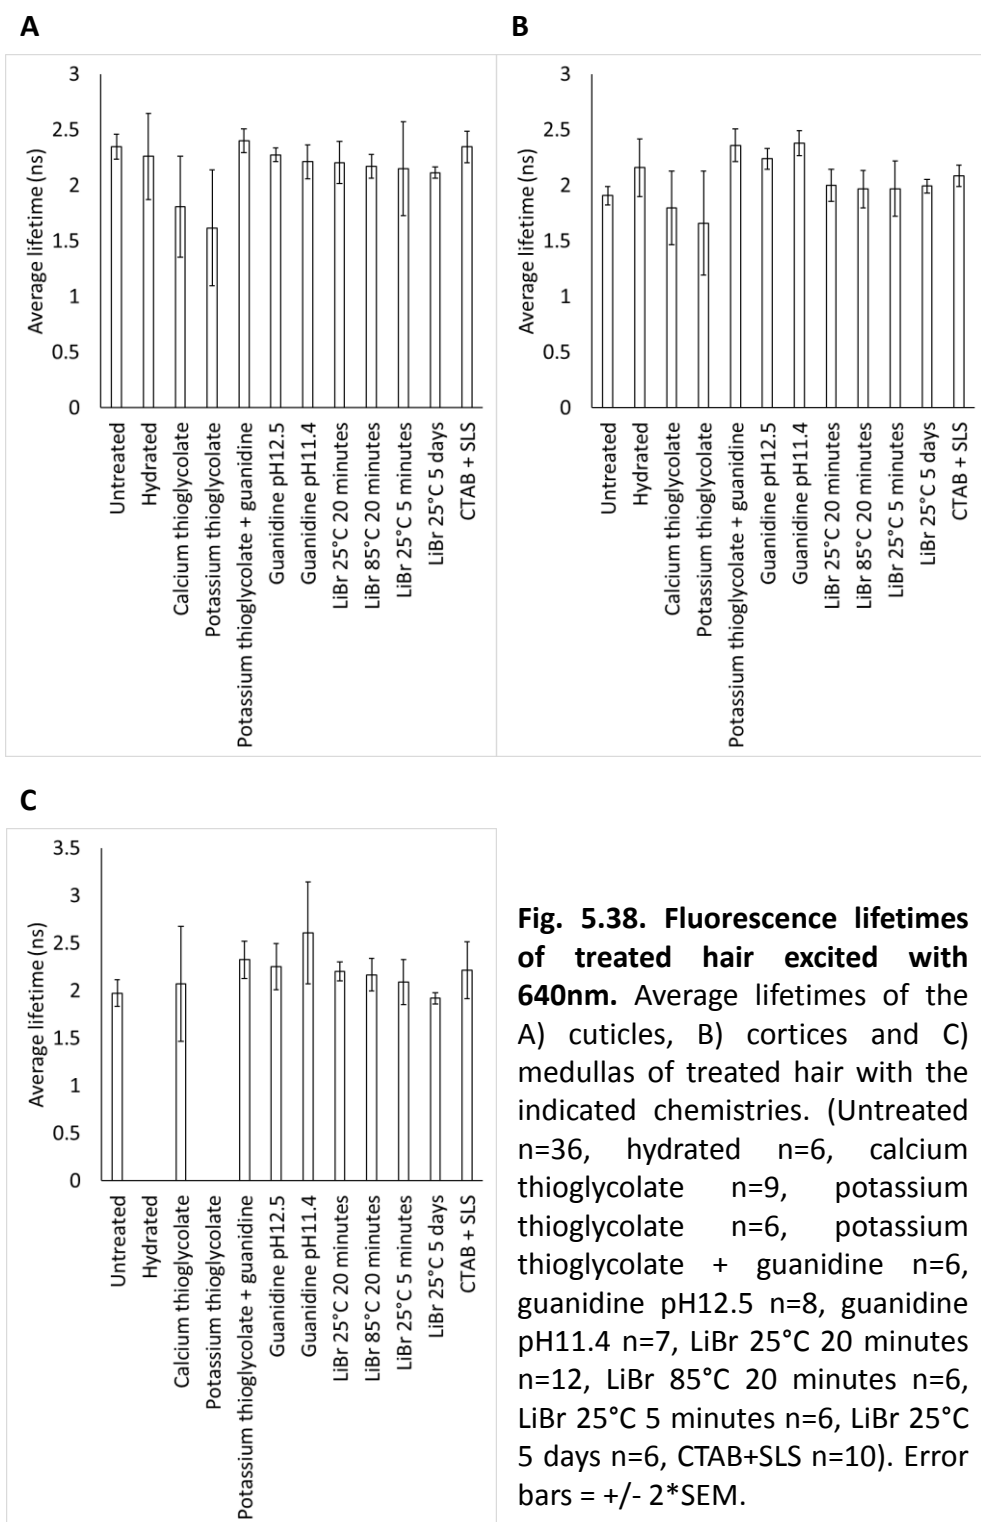 A
B
3
2.5
2
1.5
1
0.5
0
Average lifetime (ns)
Untreated
Hydrated
Calcium thioglycolate
Potassium thioglycolate
Potassium thioglycolate + guanidine
Guanidine pH12.5
Guanidine pH11.4
LiBr 25°C 20 minutes
LiBr 85°C 20 minutes
LiBr 25°C 5 minutes
LiBr 25°C 5 days
CTAB + SLS
3
2.5
2
1.5
1
0.5
0
Average lifetime (ns)
Untreated
Hydrated
Calcium thioglycolate
Potassium thioglycolate
Potassium thioglycolate + guanidine
Guanidine pH12.5
Guanidine pH11.4
LiBr 25°C 20 minutes
LiBr 85°C 20 minutes
LiBr 25°C 5 minutes
LiBr 25°C 5 days
CTAB + SLS
C
3.5
3
2.5
2
1.5
1
0.5
0
Average lifetime (ns)
Untreated
Hydrated
Calcium thioglycolate
Potassium thioglycolate
Potassium thioglycolate + guanidine
Guanidine pH12.5
Guanidine pH11.4
LiBr 25°C 20 minutes
LiBr 85°C 20 minutes
LiBr 25°C 5 minutes
LiBr 25°C 5 days
CTAB + SLS
Fig. 5.38. Fluorescence lifetimes
of treated hair excited with
640nm. Average lifetimes of the
A) cuticles, B) cortices and C)
medullas of treated hair with the
indicated chemistries. (Untreated
n=36, hydrated n=6, calcium
thioglycolate n=9, potassium
thioglycolate n=6, potassium
thioglycolate + guanidine n=6,
guanidine pH12.5 n=8, guanidine
pH11.4 n=7, LiBr 25°C 20 minutes
n=12, LiBr 85°C 20 minutes n=6,
LiBr 25°C 5 minutes n=6, LiBr 25°C
5 days n=6, CTAB+SLS n=10). Error
bars = +/- 2*SEM.